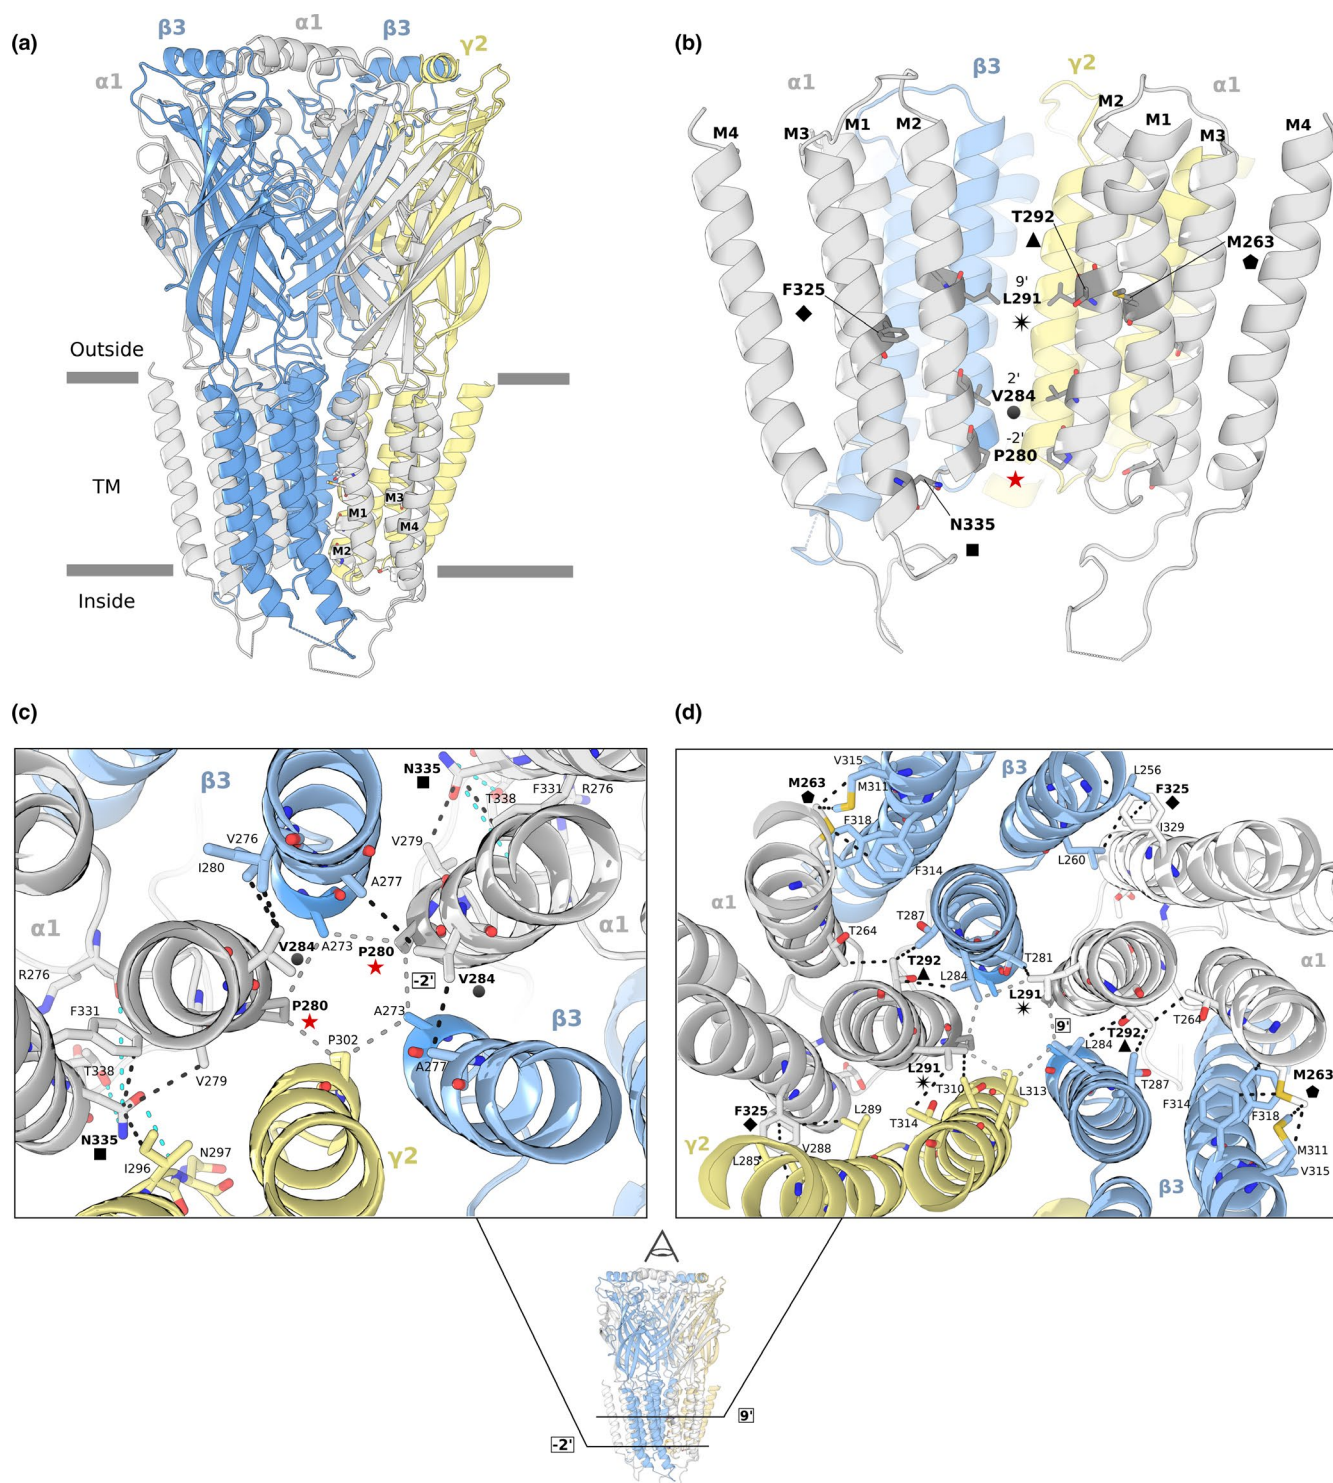 (a)
β3
α1
β3
γ2
α1
Outside
TM
Inside
M1
M2
M3
M4
(b)
α1
β3
γ2
α1
M4
M3
M1
M2
M2
M1
M3
M4
T292
M263
F325
9'
L291
2'
V284
-2'
P280
N335
(c)
β3
N335
F331
R276
T338
V276
I280
V279
A277
α1
α1
V284
A273
P280
-2'
V284
R276
P280
A273
β3
F331
P302
A277
T338
V279
N335
I296
N297
γ2
(d)
V315
M263
M311
β3
L256
F325
F318
I329
L260
F314
α1
T287
T264
T281
T292
L284
α1
L291
9'
T264
L284
T292
L291
T310
L313
T287
M263
F325
L289
T314
F314
F318
γ2
L285
V288
M311
β3
V315
9'
-2'